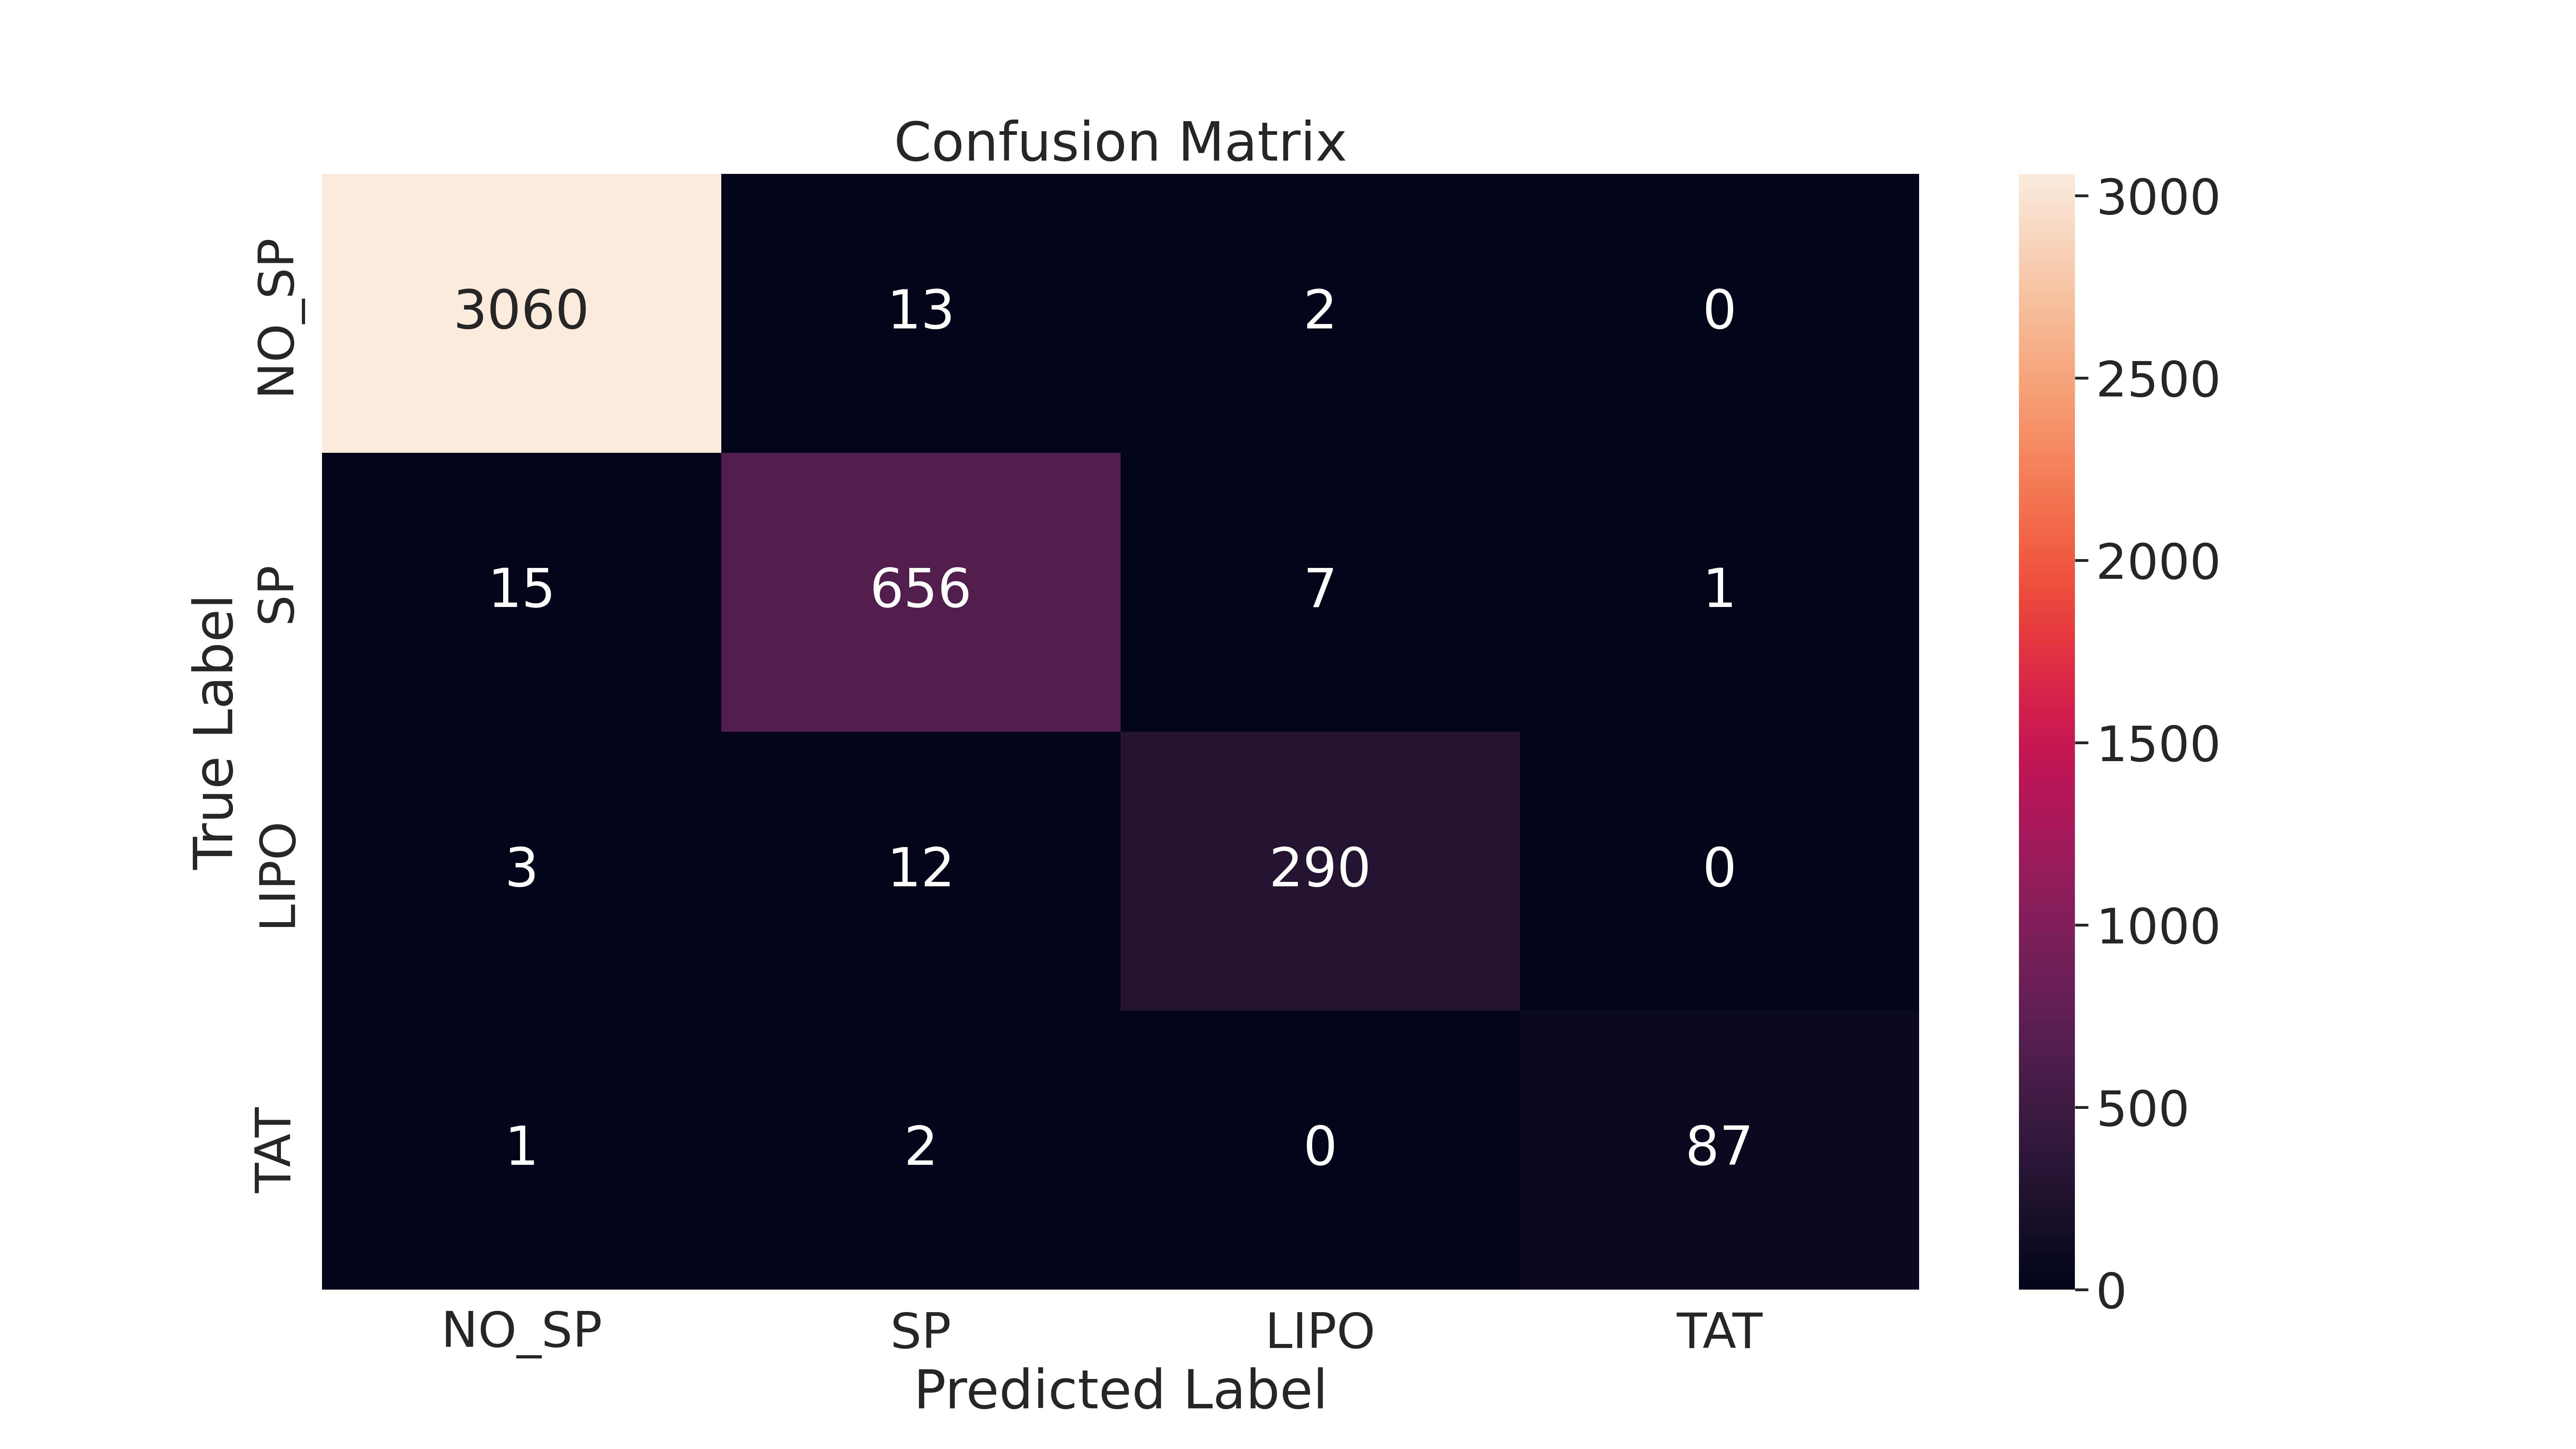 Confusion Matrix
NO_SP 3060 13 2 0
SP 15 656 7 1
LIPO 3 12 290 0
TAT 1 2 0 87
NO_SP SP LIPO TAT
True Label
Predicted Label
3000
2500
2000
1500
1000
500
0